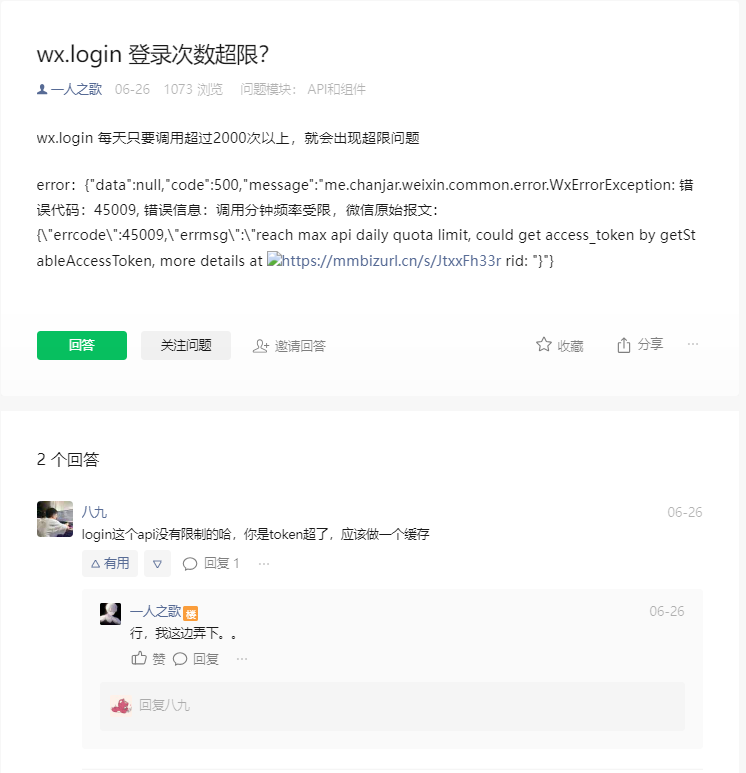 wx.login 登录次数超限?
一人之歌 06-26 1073 浏览 问题模块: API和组件
wx.login 每天只要调用超过2000次以上，就会出现超限问题
error：{"data":null,"code":500,"message":"me.chanjar.weixin.common.error.WxErrorException: 错
误代码：45009, 错误信息：调用分钟频率受限，微信原始报文：
{\"errcode\":45009,\"errmsg\":\"reach max api daily quota limit, could get access_token by getSt
ableAccessToken, more details at https://mmbizurl.cn/s/JtxxFh33r rid: "}"}
回答 关注问题 邀请回答 收藏 分享 ···
2 个回答
八九 06-26
login这个api没有限制的哈，你是token超了，应该做一个缓存
有用 回复 1 ···
一人之歌 楼 06-26
行，我这边弄下。。
赞 回复 ···
回复八九